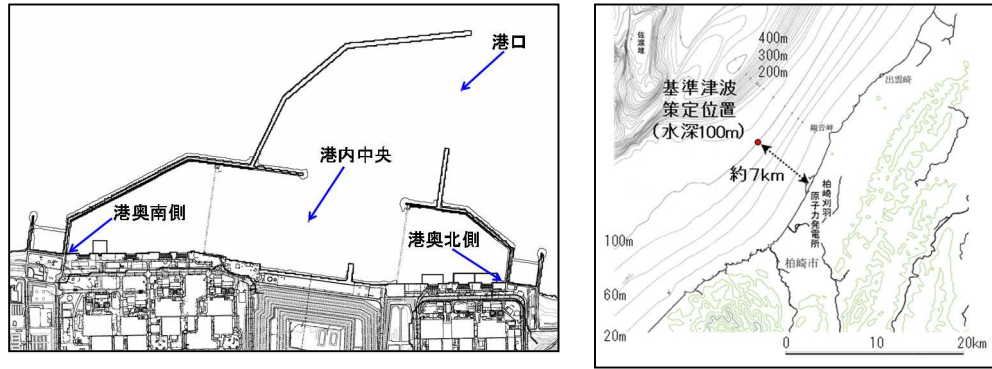 港口
港内中央
港奥南側
港奥北側
佐渡堆
400m
300m
200m
出雲崎
基準津波
策定位置
(水深100m)
観音岬
約7km
柏崎刈羽
原子力発電所
100m
柏崎市
60m
20m
0
10
20km